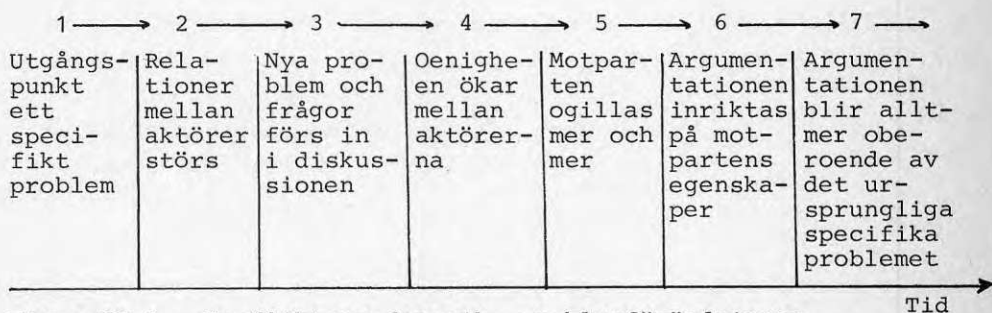 1 → 2 → 3 → 4 → 5 → 6 → 7 →
Utgångs- Rela- Nya pro- Oenighe- Motpar- Argumen- Argumen-
punkt tioner blem och en ökar ten tationen tationen
ett mellan frågor mellan ogillas inriktas blir allt-
speci- aktörer förs in aktörer- mer och på mot- mer obe-
fikt störs i diskus- na mer partens roende av
problem sionen egenska- det ur-
per sprungliga
specifika
problemet
Tid